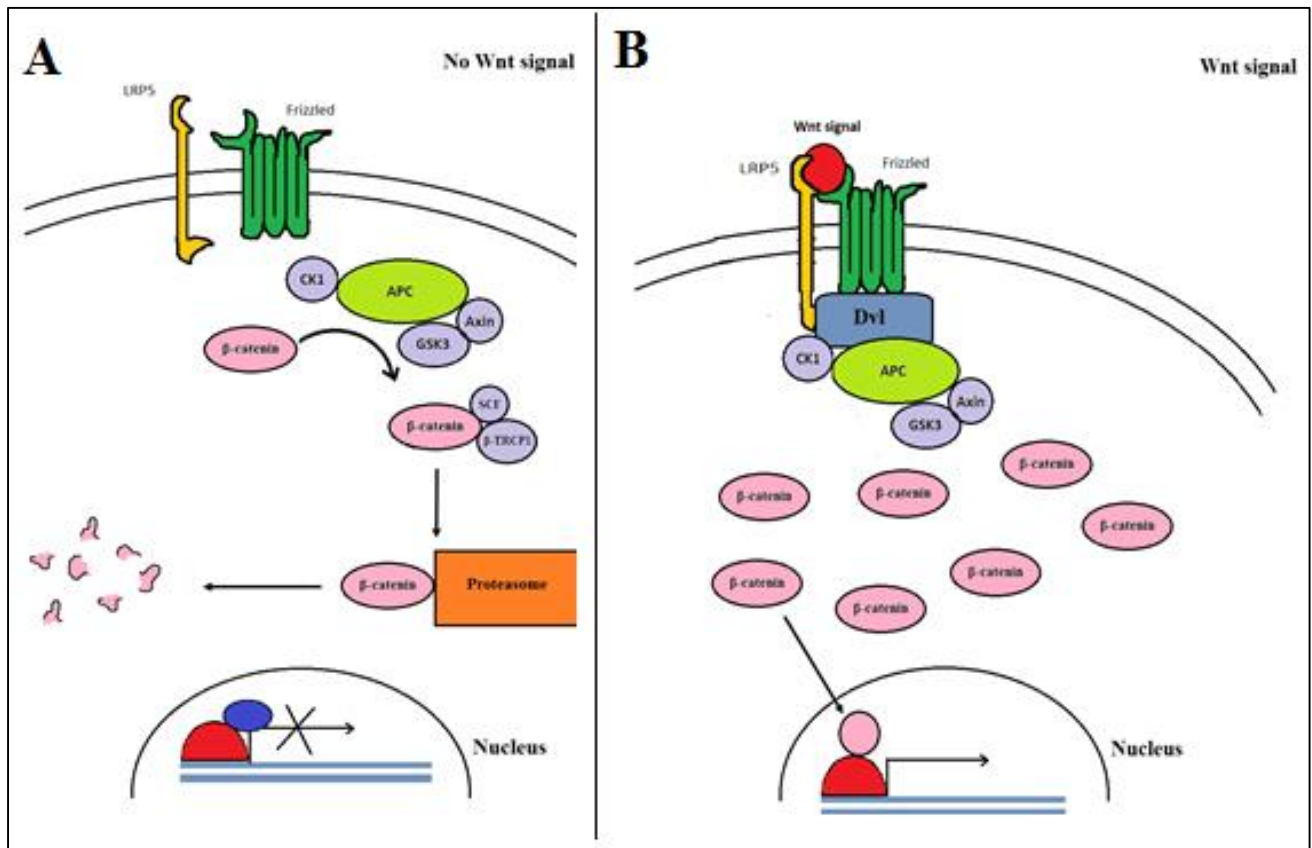 A
No Wnt signal
LRP5
Frizzled
CK1
APC
Axin
GSK3
β-catenin
SCF
β-catenin
β-TRCP1
β-catenin
Proteasome
Nucleus
B
Wnt signal
Wnt signal
LRP5
Frizzled
Dvl
CK1
APC
Axin
GSK3
β-catenin
β-catenin
β-catenin
β-catenin
β-catenin
β-catenin
β-catenin
Nucleus